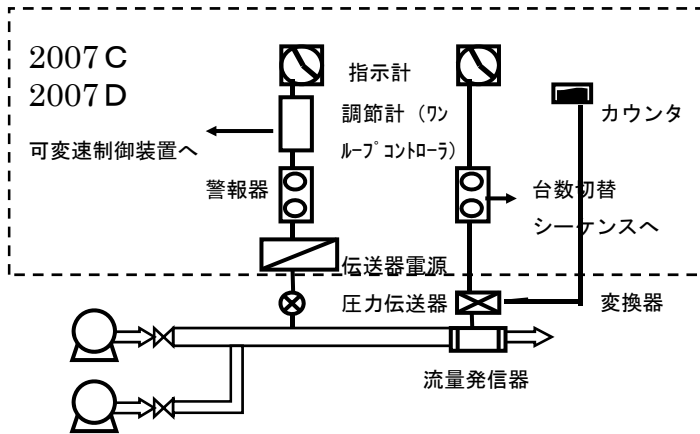 2007C
2007D
可変速制御装置へ
指示計
調節計（ﾜﾝ
ﾙｰﾌﾟｺﾝﾄﾛｰﾗ）
警報器
伝送器電源
圧力伝送器
カウンタ
台数切替
シーケンスへ
変換器
流量発信器